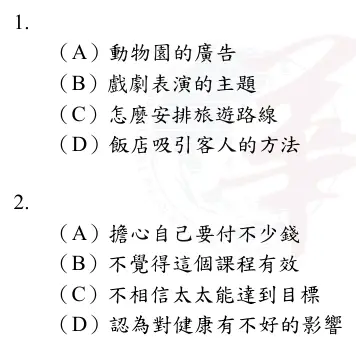 1.
（A）動物園的廣告
（B）戲劇表演的主題
（C）怎麼安排旅遊路線
（D）飯店吸引客人的方法
2.
（A）擔心自己要付不少錢
（B）不覺得這個課程有效
（C）不相信太太能達到目標
（D）認為對健康有不好的影響